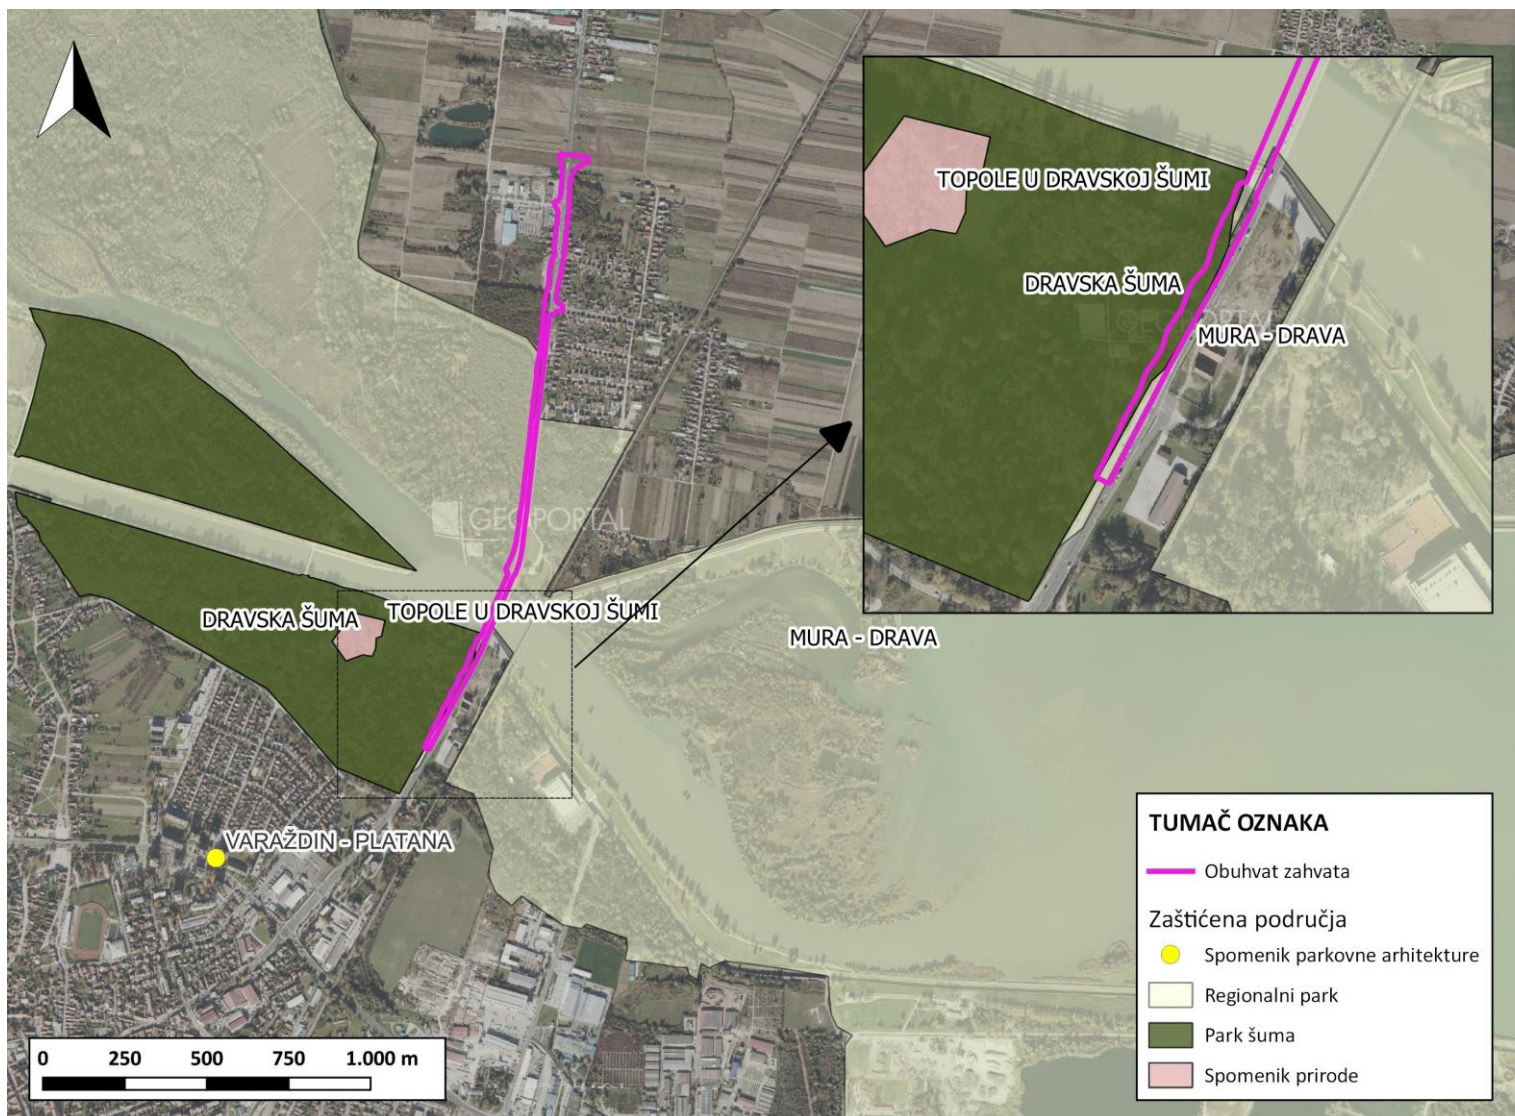 TOPOLE U DRAVSKOJ ŠUMI
DRAVSKA ŠUMA
GEOPORTAL
MURA - DRAVA
GEOPORTAL
DRAVSKA ŠUMA
TOPOLE U DRAVSKOJ ŠUMI
MURA - DRAVA
VARAŽDIN - PLATANA
TUMAČ OZNAKA
Obuhvat zahvata
Zaštićena područja
Spomenik parkovne arhitekture
Regionalni park
Park šuma
Spomenik prirode
0 250 500 750 1.000 m